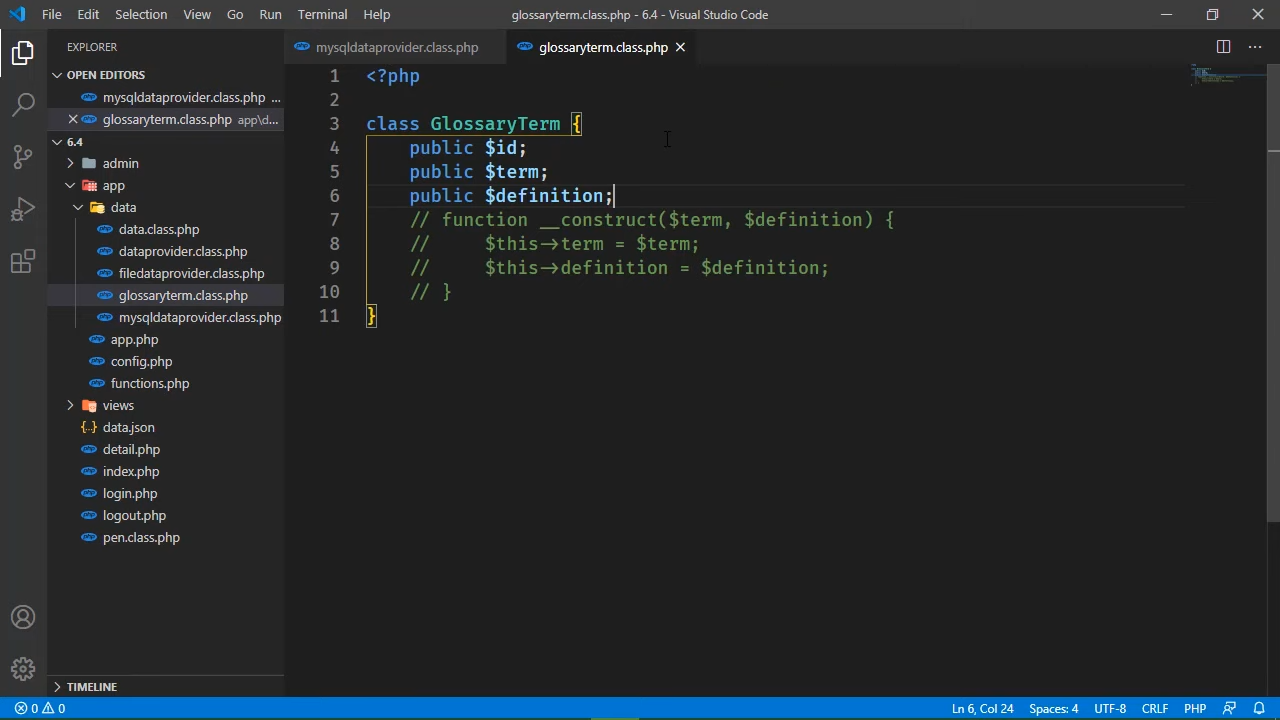 File Edit Selection View Go Run Terminal Help glossaryterm.class.php - 6.4 - Visual Studio Code
EXPLORER
OPEN EDITORS
mysqldataprovider.class.php ...
glossaryterm.class.php app\d...
6.4
admin
app
data
data.class.php
dataprovider.class.php
filedataprovider.class.php
glossaryterm.class.php
mysqldataprovider.class.php
app.php
config.php
functions.php
views
{..} data.json
detail.php
index.php
login.php
logout.php
pen.class.php
TIMELINE
mysqldataprovider.class.php glossaryterm.class.php
1 <?php
2
3 class GlossaryTerm {
4 public $id;
5 public $term;
6 public $definition;
7 // function __construct($term, $definition) {
8 // $this->term = $term;
9 // $this->definition = $definition;
10 // }
11 }
0 0 Ln 6, Col 24 Spaces: 4 UTF-8 CRLF PHP